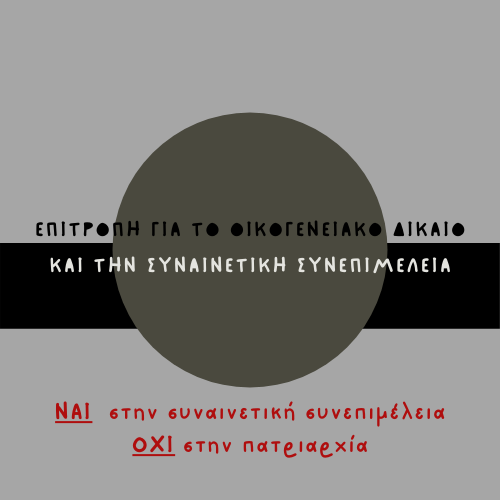 ΕΠΙΤΡΟΠΗ ΓΙΑ ΤΟ ΟΙΚΟΓΕΝΕΙΑΚΟ ΔΙΚΑΙΟ
ΚΑΙ ΤΗΝ ΣΥΝΑΙΝΕΤΙΚΗ ΣΥΝΕΠΙΜΕΛΕΙΑ
ΝΑΙ στην συναινετική συνεπιμέλεια
ΟΧΙ στην πατριαρχία